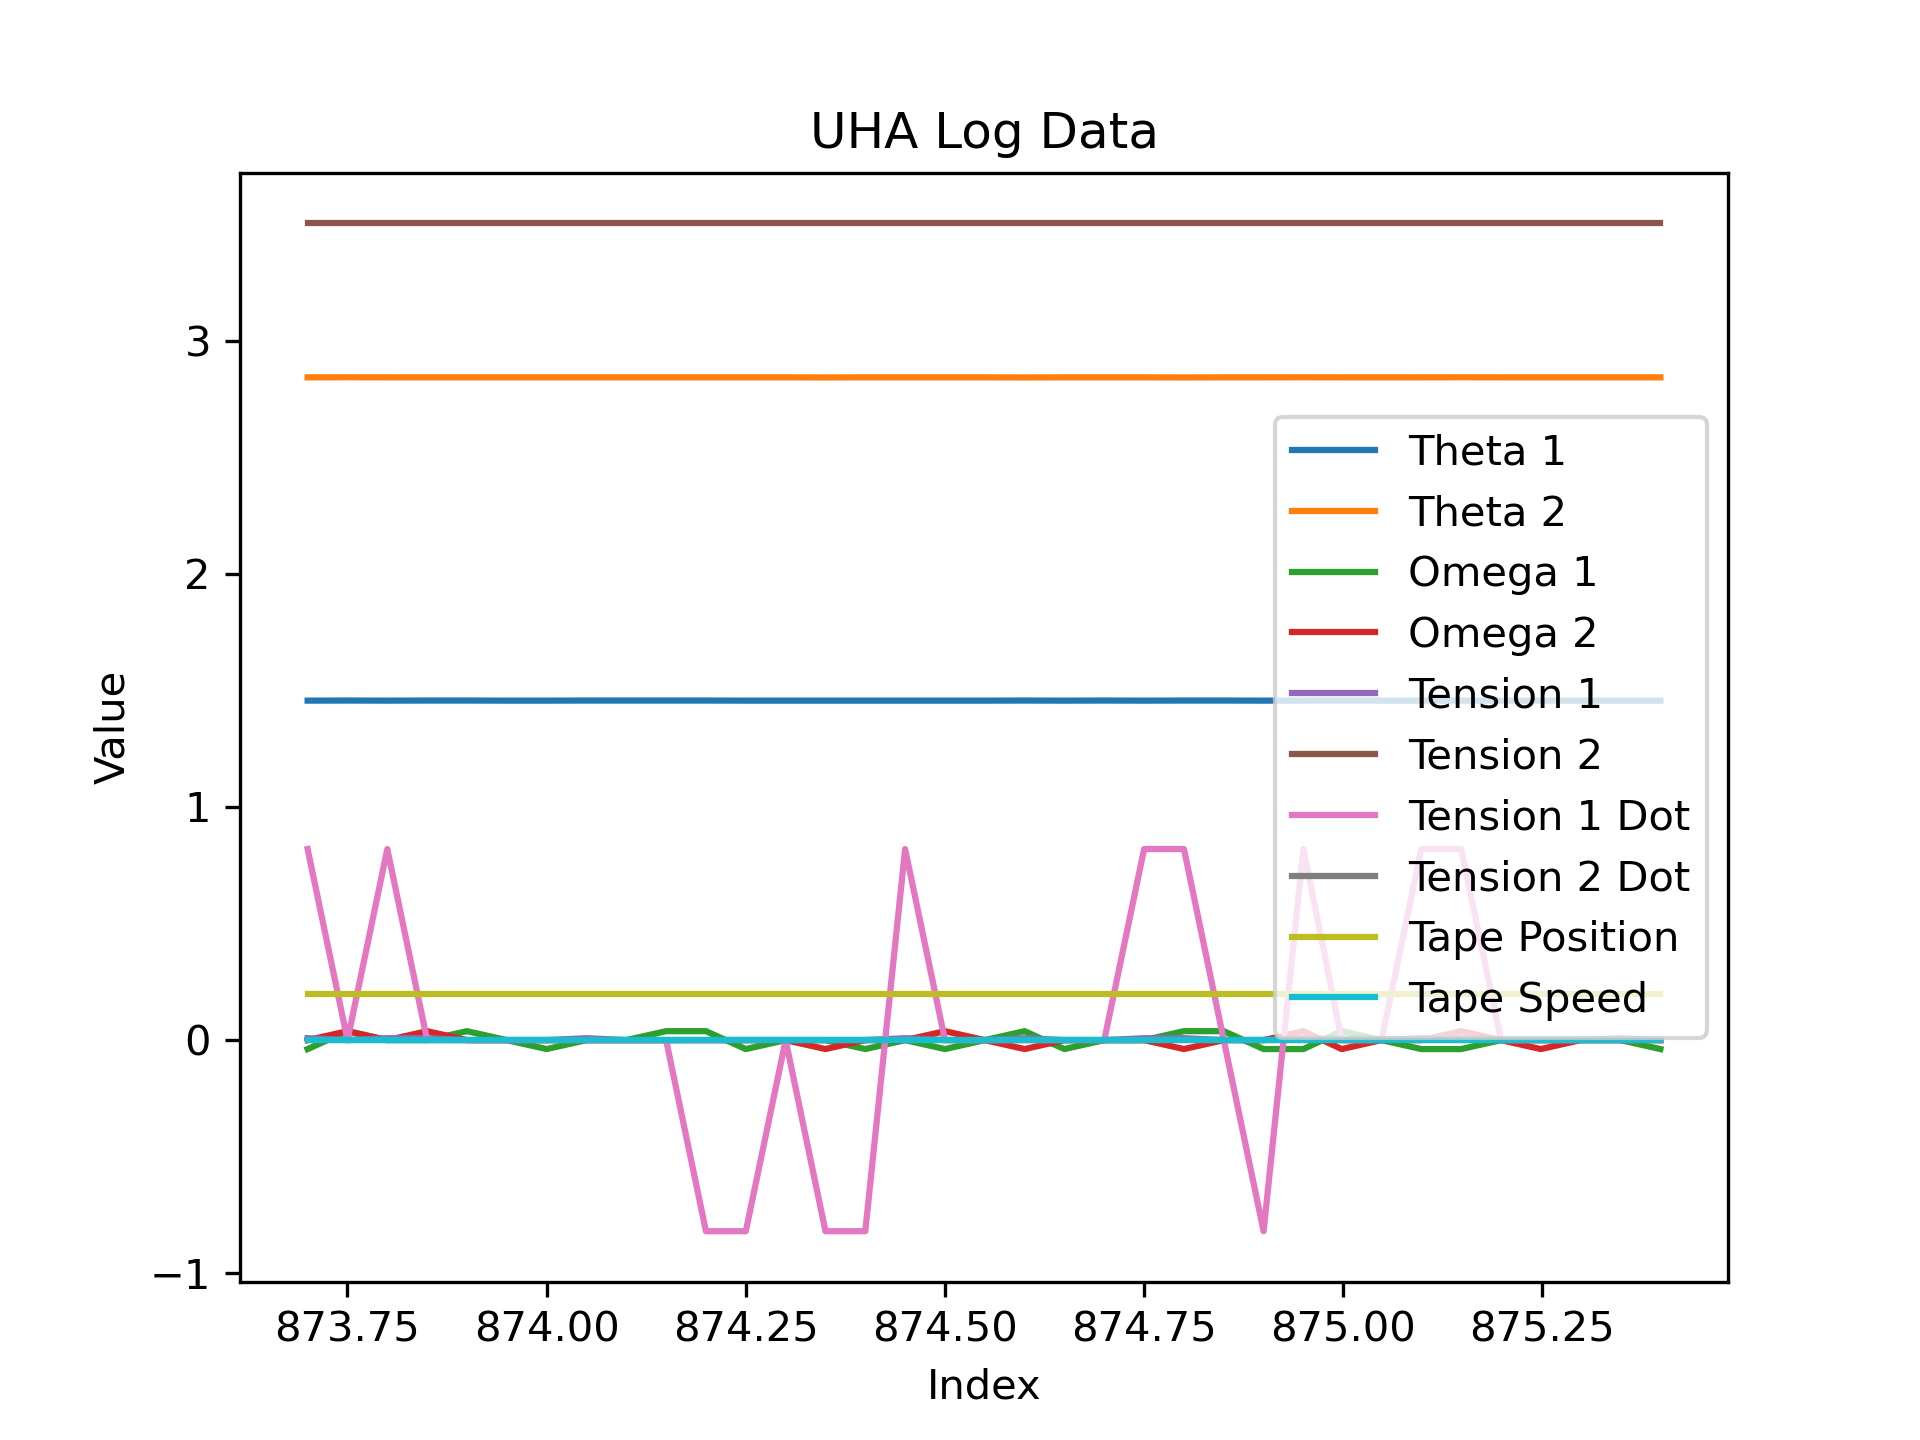 UHA Log Data
Value
3
2
1
0
−1
Theta 1
Theta 2
Omega 1
Omega 2
Tension 1
Tension 2
Tension 1 Dot
Tension 2 Dot
Tape Position
Tape Speed
873.75 874.00 874.25 874.50 874.75 875.00 875.25
Index